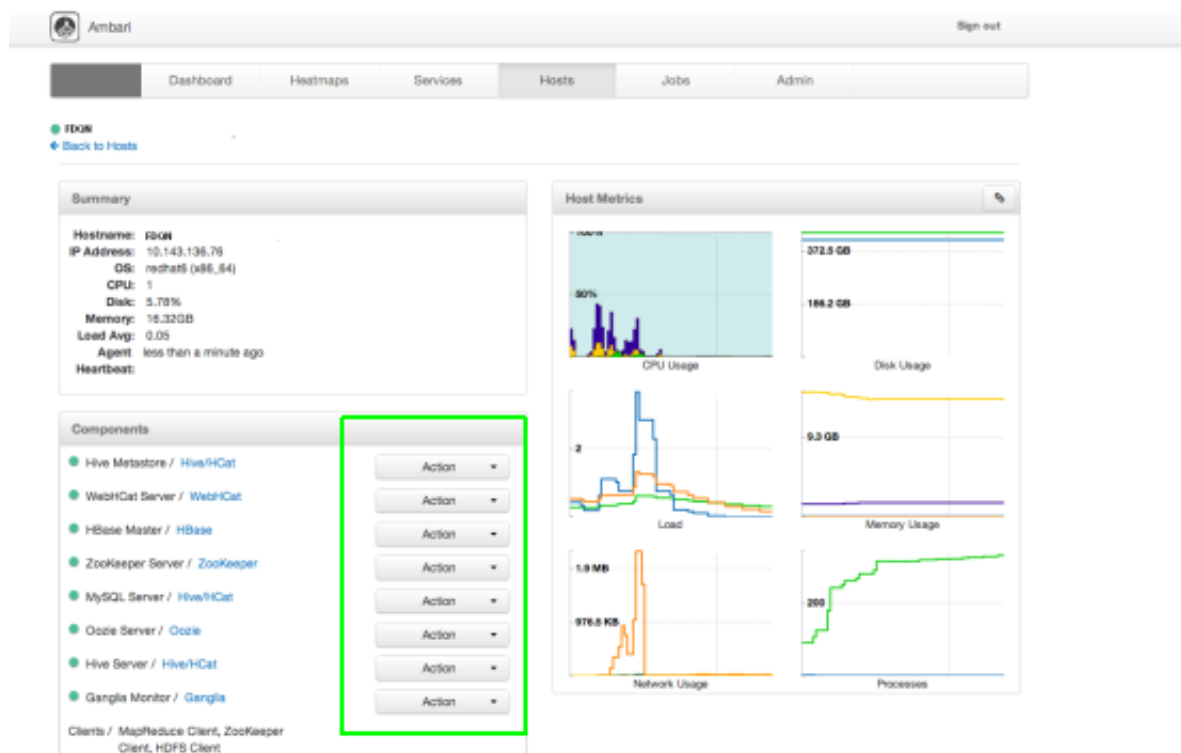 Ambari
Sign out
Dashboard Heatmaps Services Hosts Jobs Admin
FDQN
Back to Hosts
Summary
Hostname: FDQN
IP Address: 10.143.136.76
OS: redhat6 (x86_64)
CPU: 1
Disk: 5.78%
Memory: 16.32GB
Load Avg: 0.05
Agent less than a minute ago
Heartbeat:
Components
Hive Metastore / Hive/HCat Action
WebHCat Server / WebHCat Action
HBase Master / HBase Action
ZooKeeper Server / ZooKeeper Action
MySQL Server / Hive/HCat Action
Oozie Server / Oozie Action
Hive Server / Hive/HCat Action
Ganglia Monitor / Ganglia Action
Clients / MapReduce Client, ZooKeeper
Client, HDFS Client
Host Metrics
100%
50%
CPU Usage
372.5 GB
186.2 GB
Disk Usage
2
Load
9.3 GB
Memory Usage
1.9 MB
976.5 KB
Network Usage
200
Processes